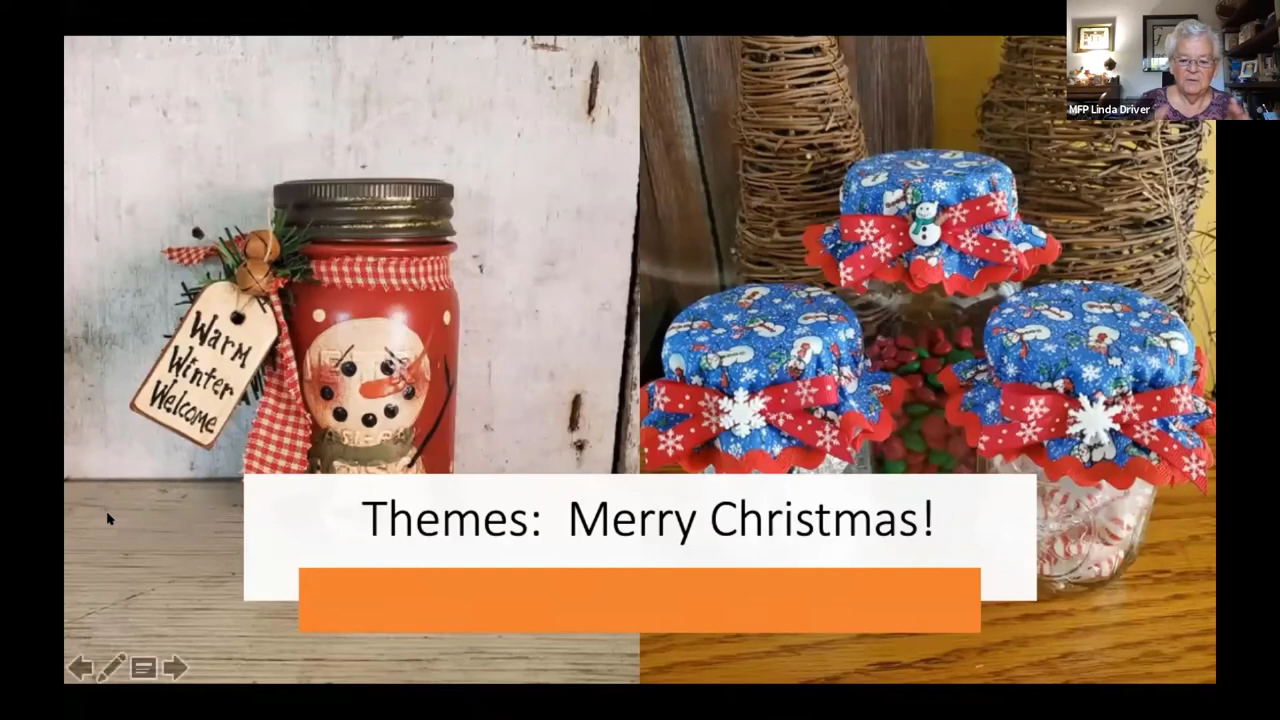 MFP Linda Driver
Warm
Winter
Welcome
Themes: Merry Christmas!